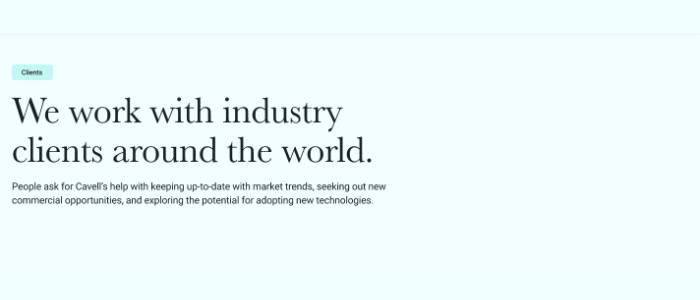 Clients
We work with industry
clients around the world.
People ask for Cavell's help with keeping up-to-date with market trends, seeking out new
commercial opportunities, and exploring the potential for adopting new technologies.